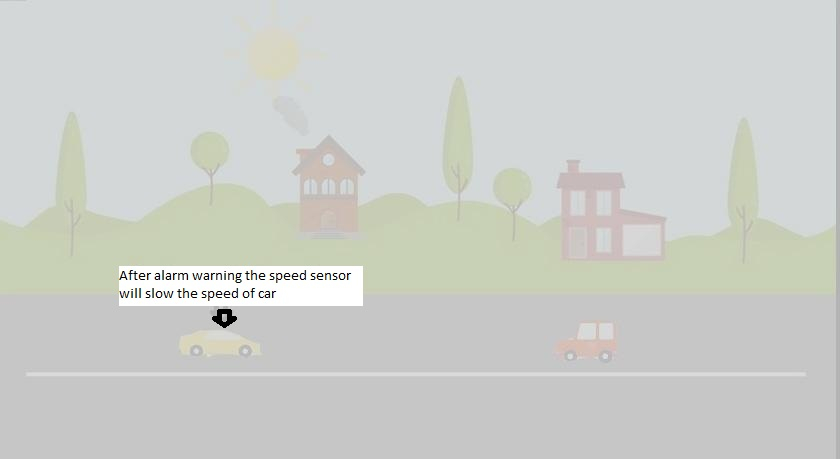 After alarm warning the speed sensor
will slow the speed of car